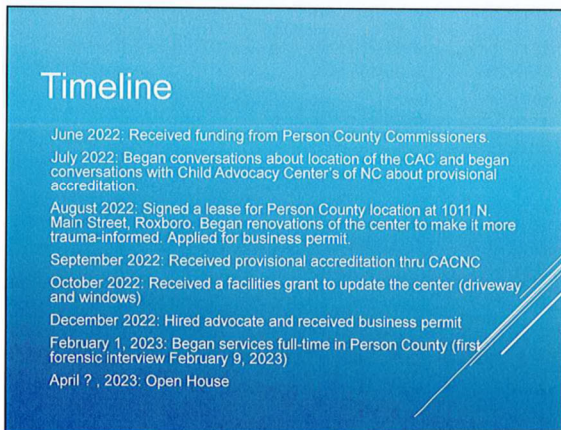 Timeline
June 2022: Received funding from Person County Commissioners.
July 2022: Began conversations about location of the CAC and began
conversations with Child Advocacy Center's of NC about provisional
accreditation.
August 2022: Signed a lease for Person County location at 1011 N.
Main Street, Roxboro. Began renovations of the center to make it more
trauma-informed. Applied for business permit.
September 2022: Received provisional accreditation thru CACNC
October 2022: Received a facilities grant to update the center (driveway
and windows)
December 2022: Hired advocate and received business permit
February 1, 2023: Began services full-time in Person County (first
forensic interview February 9, 2023)
April ? , 2023: Open House